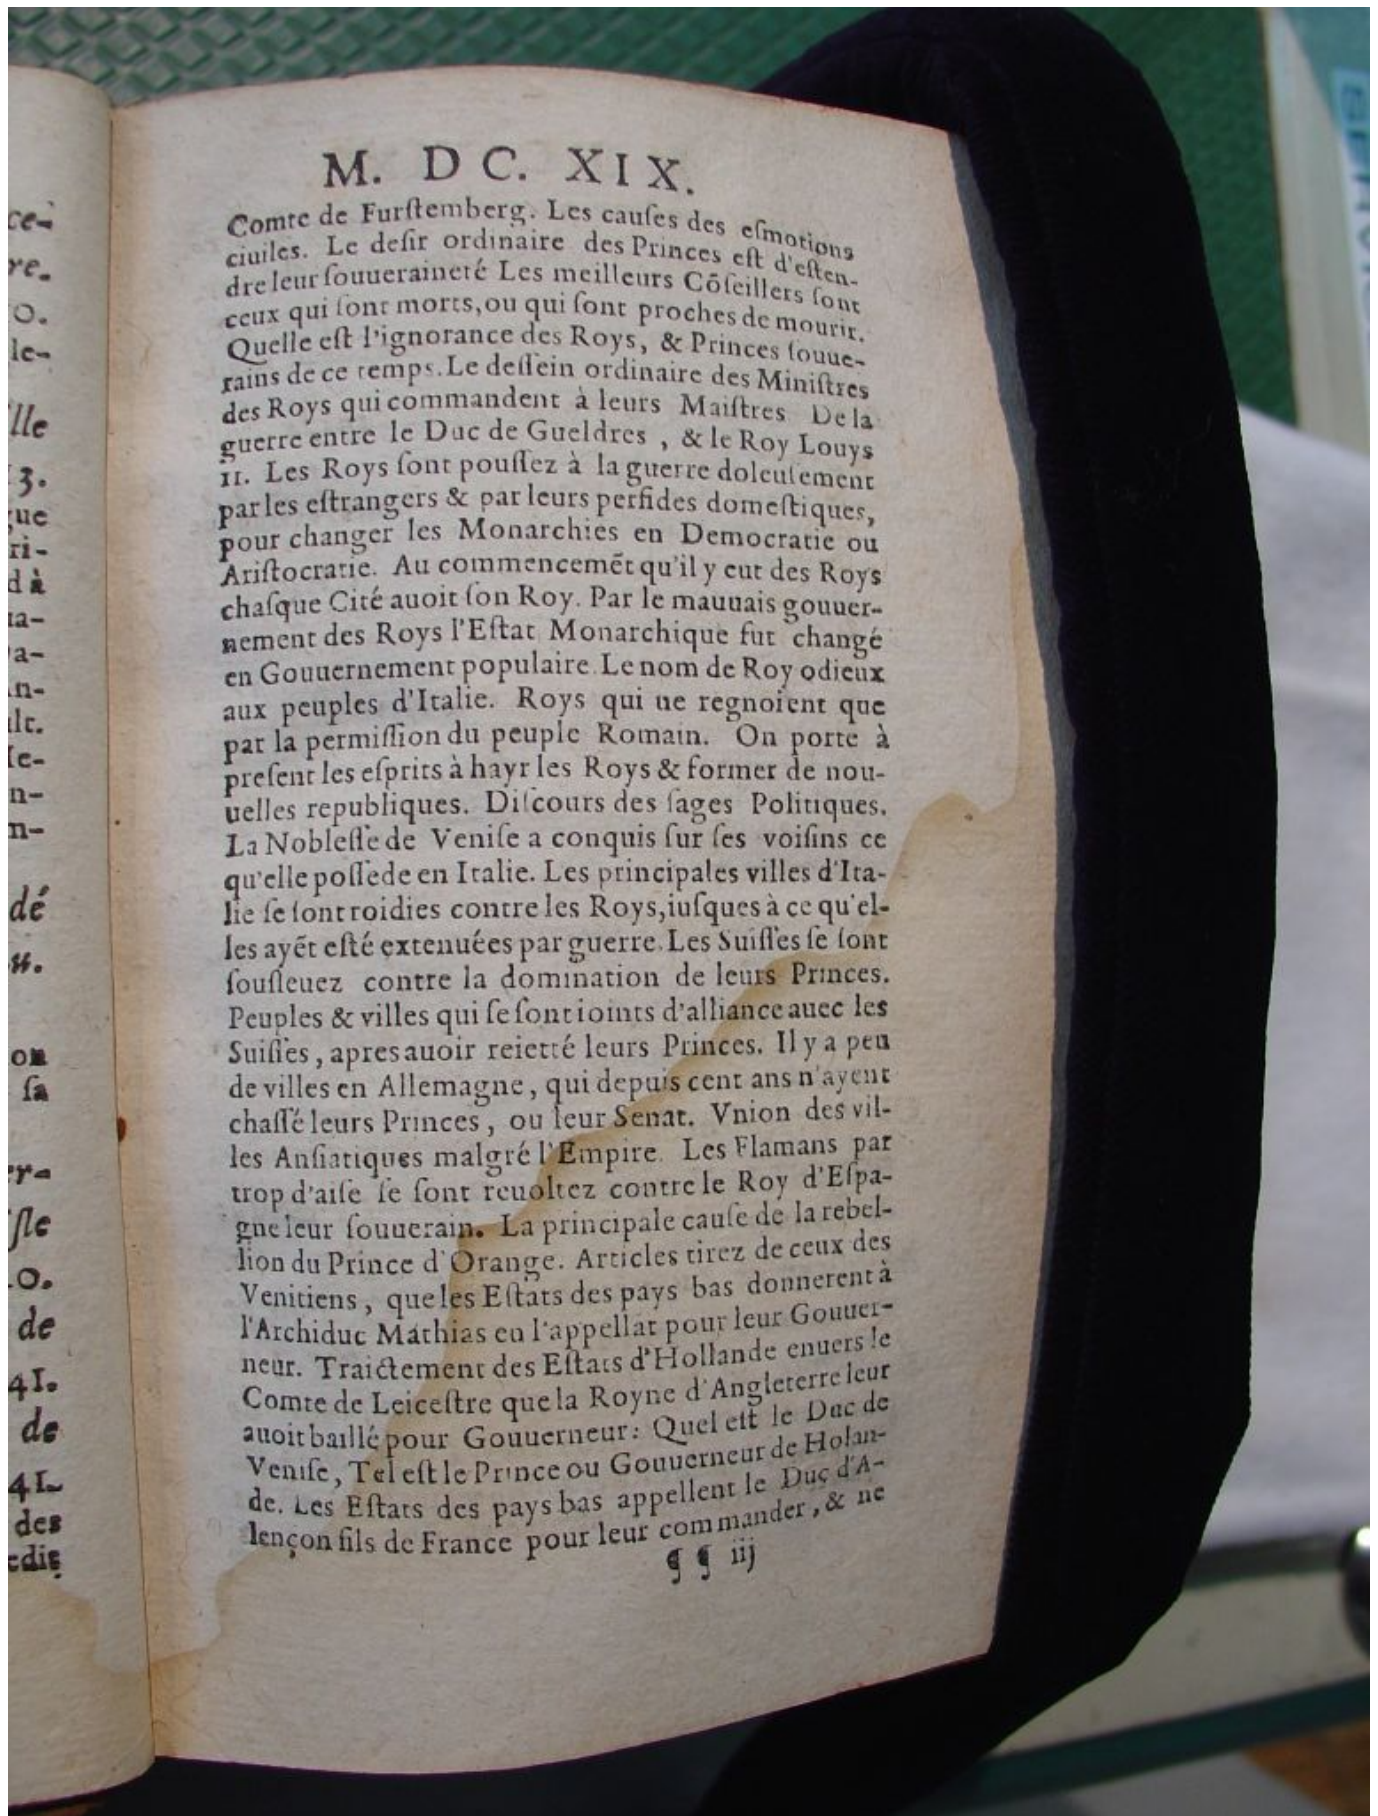 M. DC. XIX.
Comte de Furſtemberg. Les cauſes des eſmotions
ciuiles. Le deſir ordinaire des Princes eſt d'eſten-
dre leur ſouueraineté Les meilleurs Cõſeillers ſont
ceux qui ſont morts, ou qui ſont proches de mourir.
Quelle eſt l'ignorance des Roys, & Princes ſouue-
rains de ce temps. Le deſſein ordinaire des Miniſtres
des Roys qui commandent à leurs Maiſtres De la
guerre entre le Duc de Gueldres, & le Roy Louys
11. Les Roys ſont pouſſez à la guerre
par les eſtrangers & par leurs perfides domeſtiques,
pour changer les Monarchies en Democratie ou
Ariſtocratie. Au commencemẽt qu'il y eut des Roys
chaſque Cité auoit ſon Roy. Par le mauuais gouuer-
nement des Roys l'Eſtat Monarchique fut changé
en Gouuernement populaire. Le nom de Roy odieux
aux peuples d'Italie. Roys qui ne regnoient que
par la permiſſion du peuple Romain. On porte à
preſent les eſprits à hayr les Roys & former de nou-
uelles republiques. Diſcours des ſages Politiques.
La Nobleſſe de Veniſe a conquis ſur ſes voiſins ce
qu'elle poſſede en Italie. Les principales villes d'Ita-
lie ſe ſont roidies contre les Roys, iuſques à ce qu'el-
les ayẽt eſté extenuées par guerre. Les Suiſſes ſe ſont
ſouſleuez contre la domination de leurs Princes.
Peuples & villes qui ſe ſont ioints d'alliance auec les
Suiſſes, apres auoir reietté leurs Princes. Il y a peu
de villes en Allemagne, qui depuis cent ans n'ayent
chaſſé leurs Princes, ou leur Senat. Vnion des vil-
les Anſiatiques malgré l'Empire. Les Flamans par
trop d'aiſe ſe ſont reuoltez contre le Roy d'Eſpa-
gne leur ſouuerain. La principale cauſe de la rebel-
lion du Prince d'Orange. Articles tirez de ceux des
Venitiens, que les Eſtats des pays bas donnerent à
l'Archiduc Mathias en l'appellat pour leur Gouuer-
neur. Traictement des Eſtats d'Hollande enuers le
Comte de Leiceſtre que la Royne d'Angleterre leur
auoit baillé pour Gouuerneur: Quel eſt le Duc de
Veniſe, Tel eſt le Prince ou Gouuerneur de Holan-
de. Les Eſtats des pays bas appellent le Duc d'A-
lençon fils de France pour leur commander, & ne
¶ ¶ iij